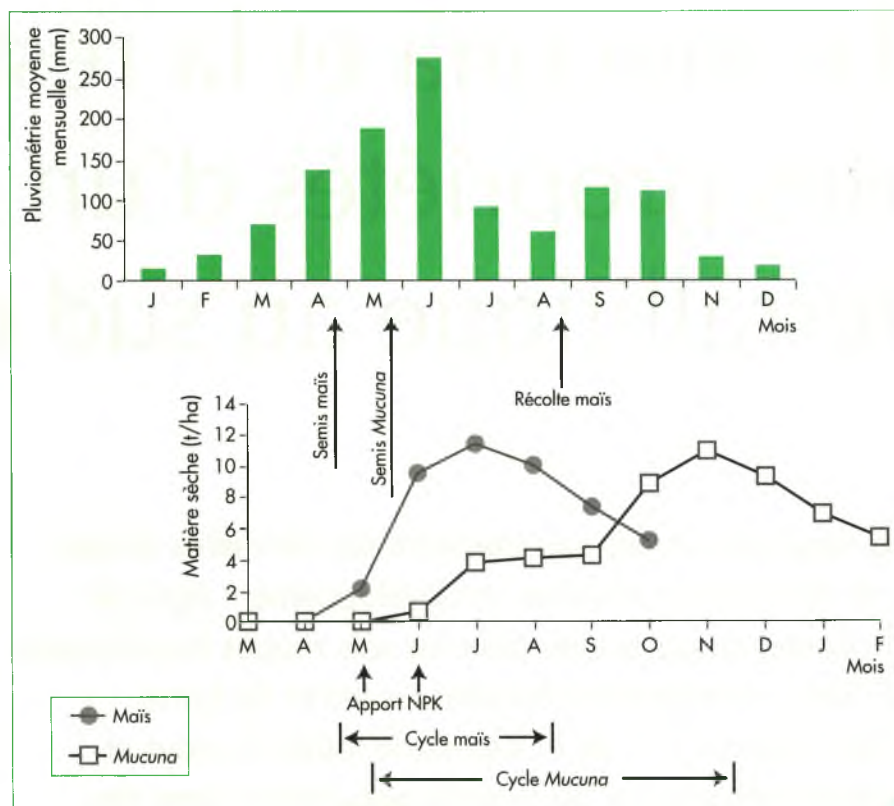 Pluviométrie moyenne
mensuelle (mm)
300
250
200
150
100
50
0
J F M A M J J A S O N D
Mois
Semis maïs
Semis Mucuna
Récolte maïs
Matière sèche (t/ha)
14
12
10
8
6
4
2
0
M A M J J A S O N D J F
Mois
Apport NPK
Cycle maïs
Cycle Mucuna
Maïs
Mucuna